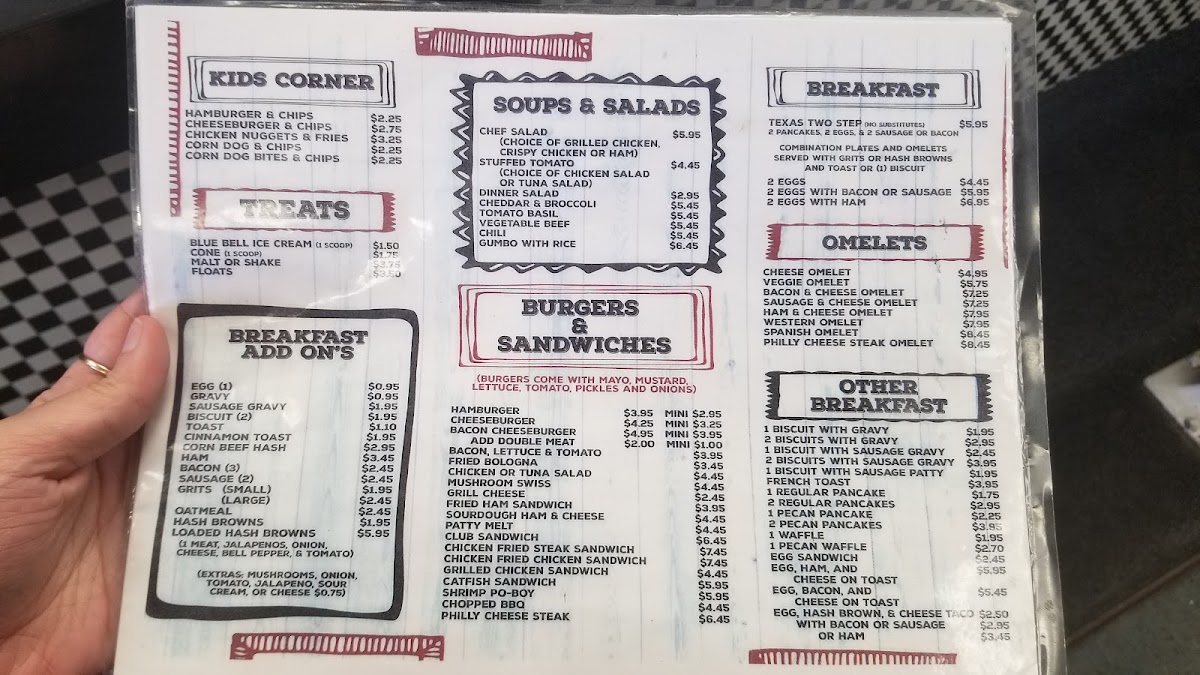 KIDS CORNER
HAMBURGER & CHIPS $2.25
CHEESEBURGER & CHIPS $2.75
CHICKEN NUGGETS & FRIES $3.25
CORN DOG & CHIPS $2.25
CORN DOG BITES & CHIPS $2.25
TREATS
BLUE BELL ICE CREAM (1 SCOOP) $1.50
CONE (1 SCOOP) $1.75
MALT OR SHAKE $3.75
FLOATS $3.50
BREAKFAST
ADD ON'S
EGG (1) $0.95
GRAVY $0.95
SAUSAGE GRAVY $1.95
BISCUIT (2) $1.95
TOAST $1.10
CINNAMON TOAST $1.95
CORN BEEF HASH $2.95
HAM $3.45
BACON (3) $2.45
SAUSAGE (2) $2.45
GRITS (SMALL) $1.95
(LARGE) $2.45
OATMEAL $2.45
HASH BROWNS $1.95
LOADED HASH BROWNS $5.95
(1 MEAT, JALAPENOS, ONION,
CHEESE, BELL PEPPER, & TOMATO)
(EXTRAS: MUSHROOMS, ONION,
TOMATO, JALAPENO, SOUR
CREAM, OR CHEESE $0.75)
SOUPS & SALADS
CHEF SALAD $5.95
(CHOICE OF GRILLED CHICKEN,
CRISPY CHICKEN OR HAM)
STUFFED TOMATO $4.45
(CHOICE OF CHICKEN SALAD
OR TUNA SALAD)
DINNER SALAD $2.95
CHEDDAR & BROCCOLI $5.45
TOMATO BASIL $5.45
VEGETABLE BEEF $5.45
CHILI $5.45
GUMBO WITH RICE $6.45
BURGERS
&
SANDWICHES
(BURGERS COME WITH MAYO, MUSTARD,
LETTUCE, TOMATO, PICKLES AND ONIONS)
HAMBURGER $3.95 MINI $2.95
CHEESEBURGER $4.25 MINI $3.25
BACON CHEESEBURGER $4.95 MINI $3.95
ADD DOUBLE MEAT $2.00 MINI $1.00
BACON, LETTUCE & TOMATO $3.95
FRIED BOLOGNA $3.45
CHICKEN OR TUNA SALAD $4.45
MUSHROOM SWISS $4.45
GRILL CHEESE $2.45
FRIED HAM SANDWICH $3.95
SOURDOUGH HAM & CHEESE $4.45
PATTY MELT $4.45
CLUB SANDWICH $6.45
CHICKEN FRIED STEAK SANDWICH $7.45
CHICKEN FRIED CHICKEN SANDWICH $7.45
GRILLED CHICKEN SANDWICH $4.45
CATFISH SANDWICH $5.95
SHRIMP PO-BOY $5.95
CHOPPED BBQ $4.45
PHILLY CHEESE STEAK $6.45
BREAKFAST
TEXAS TWO STEP (NO SUBSTITUTES) $5.95
2 PANCAKES, 2 EGGS, & 2 SAUSAGE OR BACON
COMBINATION PLATES AND OMELETS
SERVED WITH GRITS OR HASH BROWNS
AND TOAST OR (1) BISCUIT
2 EGGS $4.45
2 EGGS WITH BACON OR SAUSAGE $5.95
2 EGGS WITH HAM $6.95
OMELETS
CHEESE OMELET $4.95
VEGGIE OMELET $5.75
BACON & CHEESE OMELET $7.25
SAUSAGE & CHEESE OMELET $7.25
HAM & CHEESE OMELET $7.95
WESTERN OMELET $7.95
SPANISH OMELET $8.45
PHILLY CHEESE STEAK OMELET $8.45
OTHER
BREAKFAST
1 BISCUIT WITH GRAVY $1.95
2 BISCUITS WITH GRAVY $2.95
1 BISCUIT WITH SAUSAGE GRAVY $2.45
2 BISCUITS WITH SAUSAGE GRAVY $3.95
1 BISCUIT WITH SAUSAGE PATTY $1.95
FRENCH TOAST $3.95
1 REGULAR PANCAKE $1.75
2 REGULAR PANCAKES $2.95
1 PECAN PANCAKE $2.25
2 PECAN PANCAKES $3.95
1 WAFFLE $1.95
1 PECAN WAFFLE $2.70
EGG SANDWICH $2.45
EGG, HAM, AND $5.95
CHEESE ON TOAST
EGG, BACON, AND $5.45
CHEESE ON TOAST
EGG, HASH BROWN, & CHEESE TACO $2.50
WITH BACON OR SAUSAGE $2.95
OR HAM $3.45